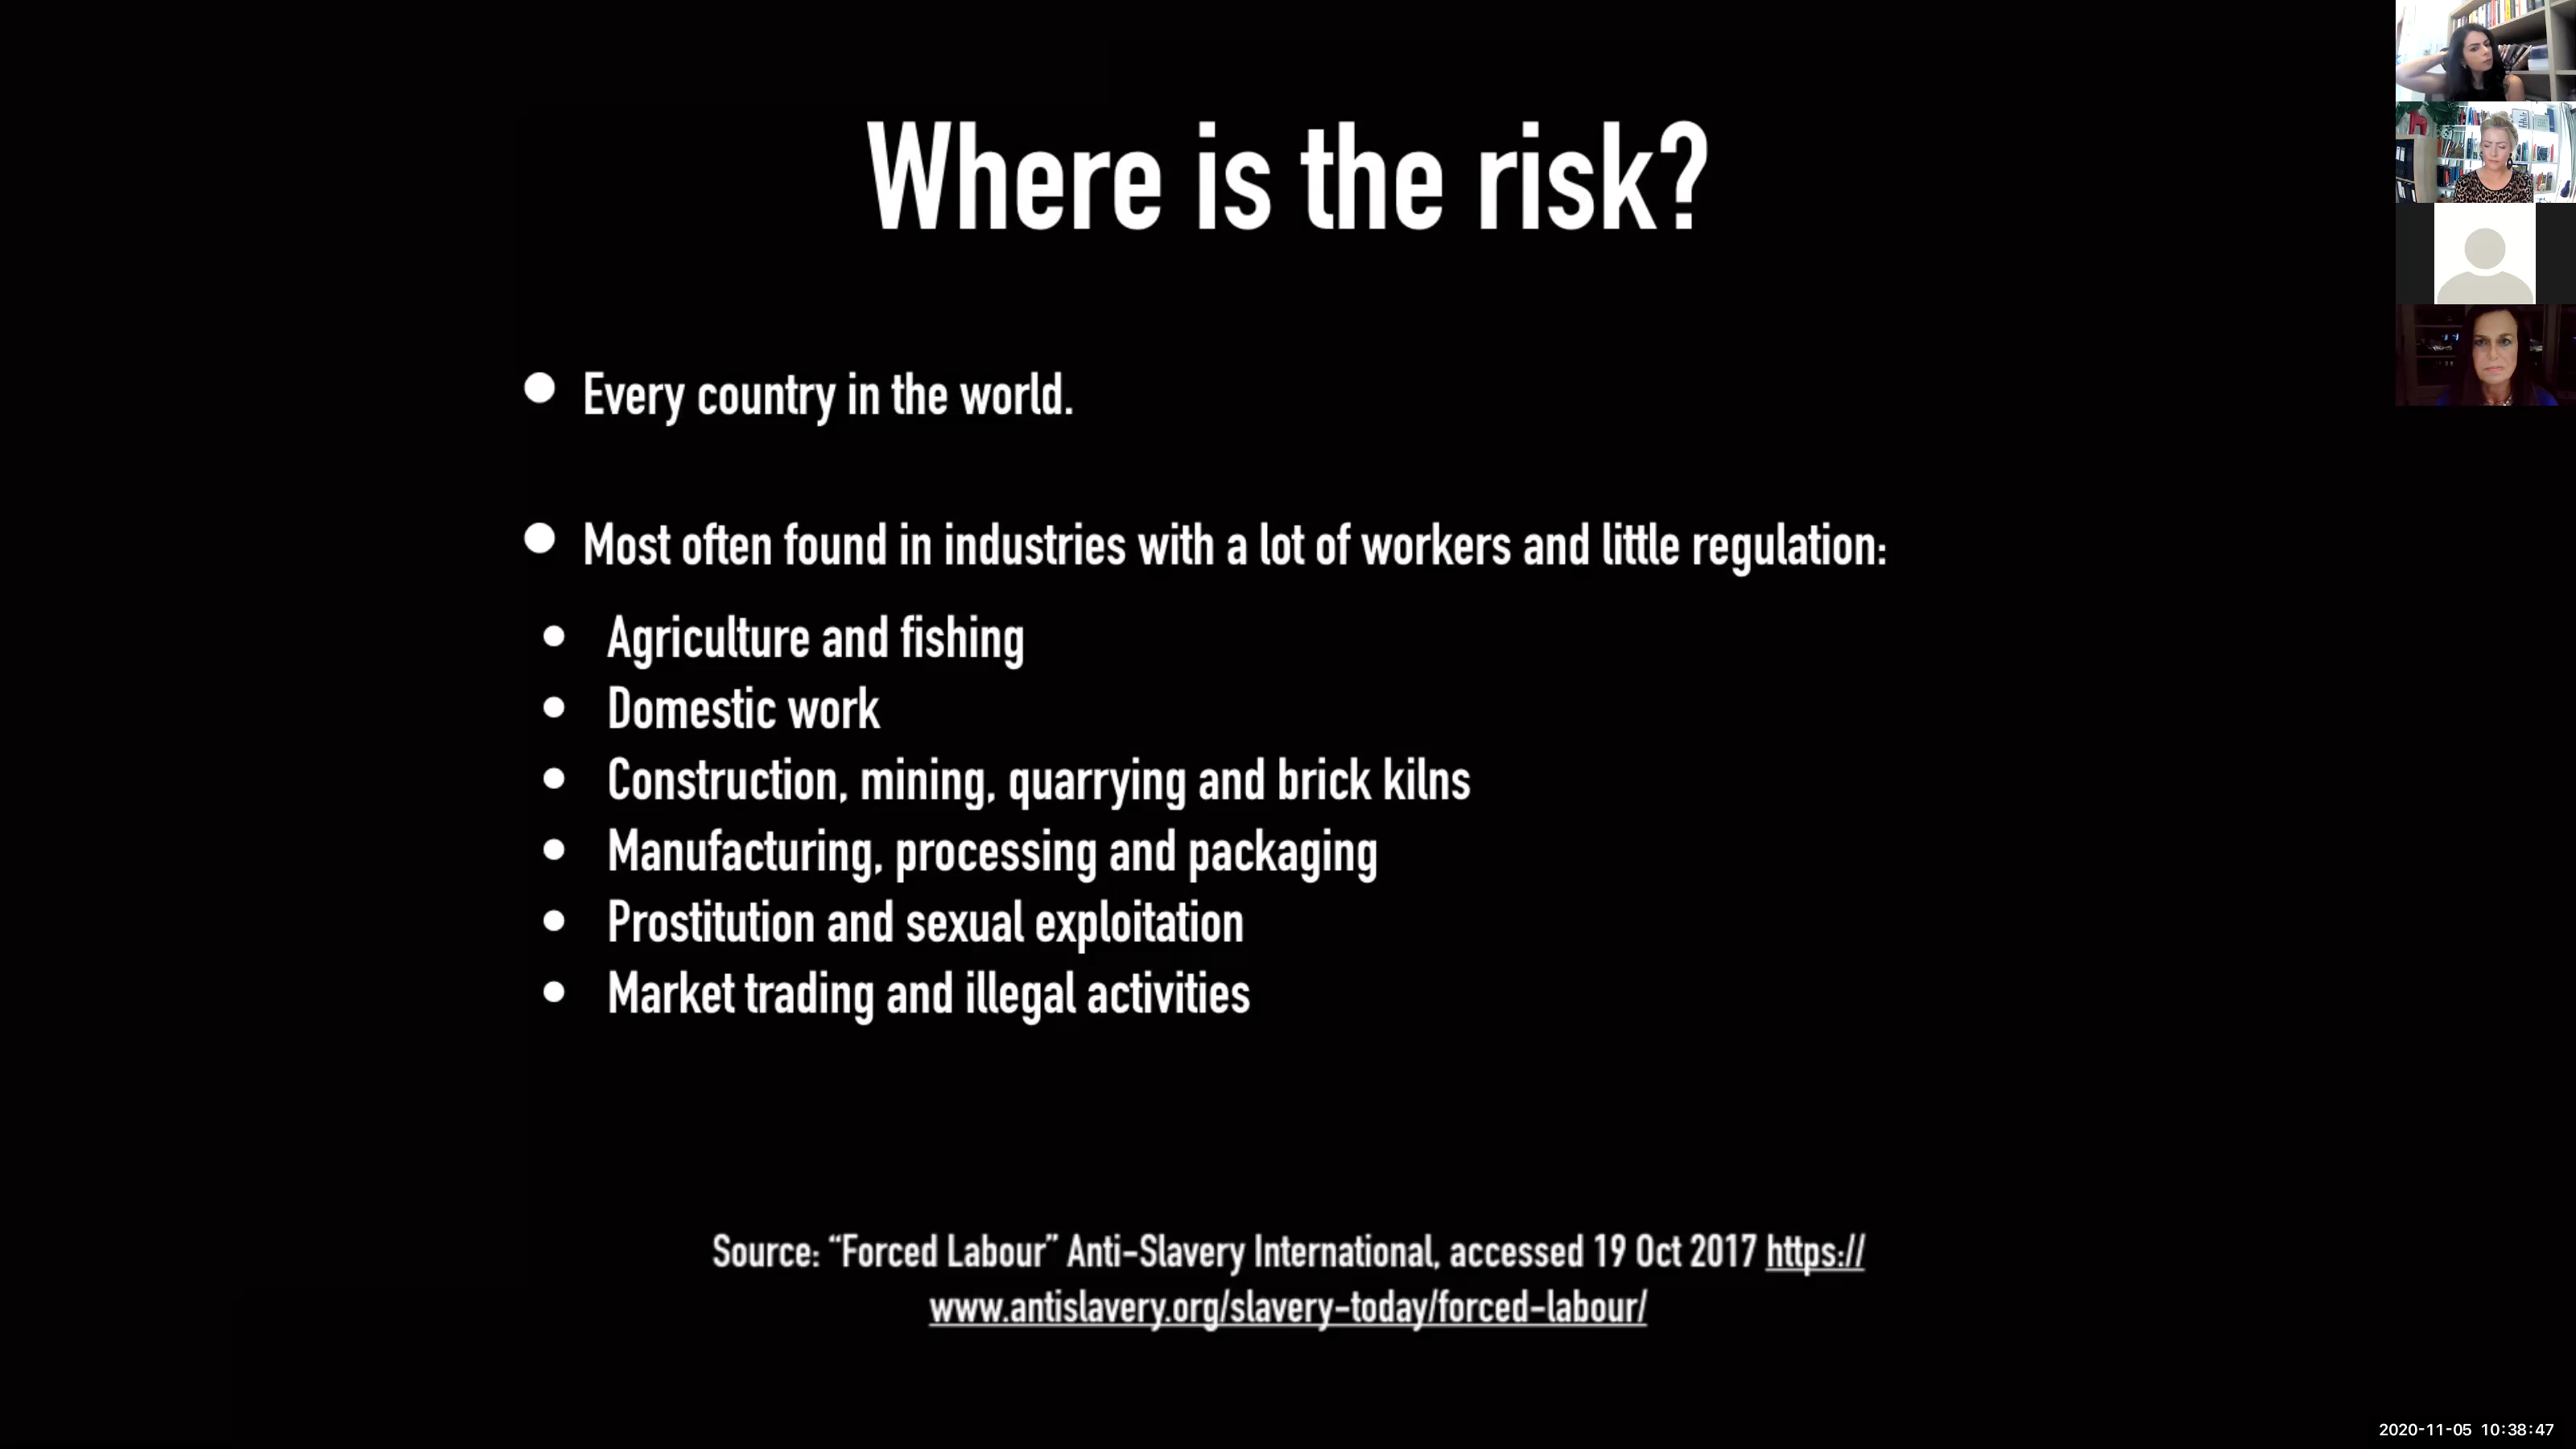 Where is the risk?
Every country in the world.
Most often found in industries with a lot of workers and little regulation:
Agriculture and fishing
Domestic work
Construction, mining, quarrying and brick kilns
Manufacturing, processing and packaging
Prostitution and sexual exploitation
Market trading and illegal activities
Source: “Forced Labour” Anti-Slavery International, accessed 19 Oct 2017 https://
www.antislavery.org/slavery-today/forced-labour/
2020-11-05 10:38:47